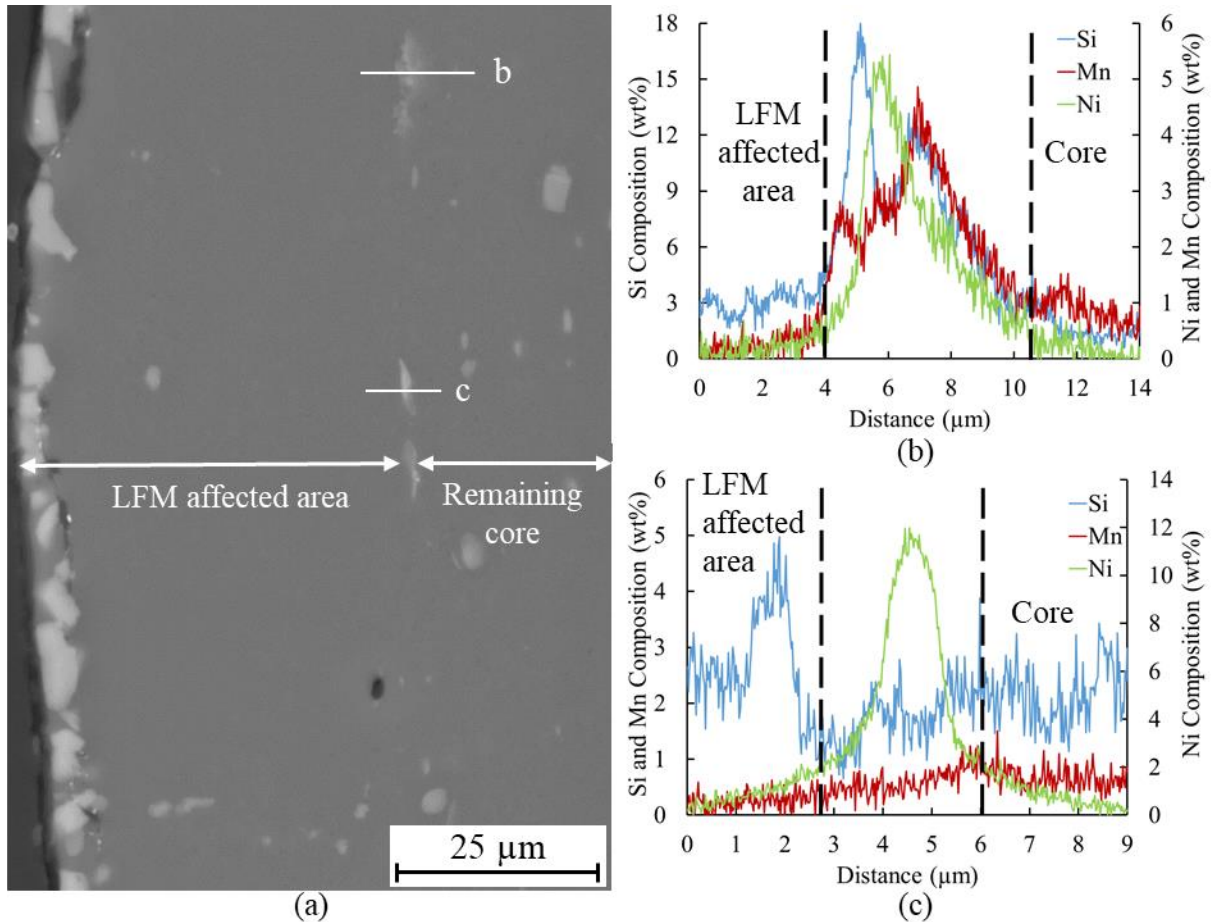 b
c
LFM affected area
Remaining
core
25 µm
(a)
Si Composition (wt%)
18
15
12
9
6
3
0
LFM
affected
area
Core
Si
Mn
Ni
6
5
4
3
2
1
0
Ni and Mn Composition (wt%)
0 2 4 6 8 10 12 14
Distance (µm)
(b)
Si and Mn Composition (wt%)
6
5
4
3
2
1
0
LFM
affected
area
Core
Si
Mn
Ni
14
12
10
8
6
4
2
0
Ni Composition (wt%)
0 1 2 3 4 5 6 7 8 9
Distance (µm)
(c)